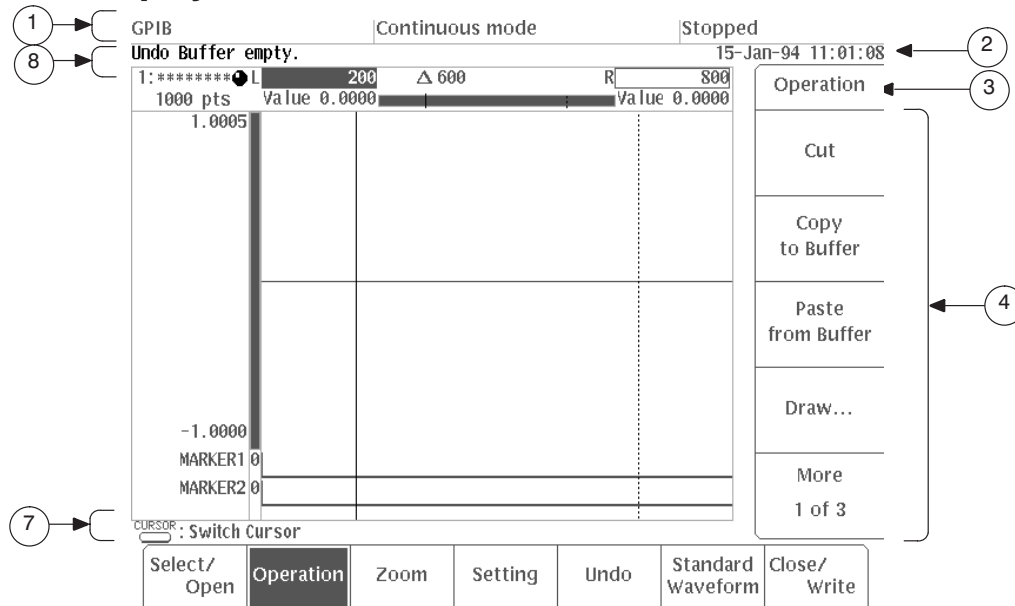 1 GPIB Continuous mode Stopped
8 Undo Buffer empty. 15-Jan-94 11:01:08 2
1:******** L 200 Δ 600 R 800 Operation 3
1000 pts Value 0.0000 Value 0.0000
1.0005
Cut
Copy
to Buffer
Paste
from Buffer
4
Draw...
-1.0000
MARKER1 0
MARKER2 0
More
1 of 3
7 CURSOR : Switch Cursor
Select/
Open
Operation
Zoom
Setting
Undo
Standard
Waveform
Close/
Write